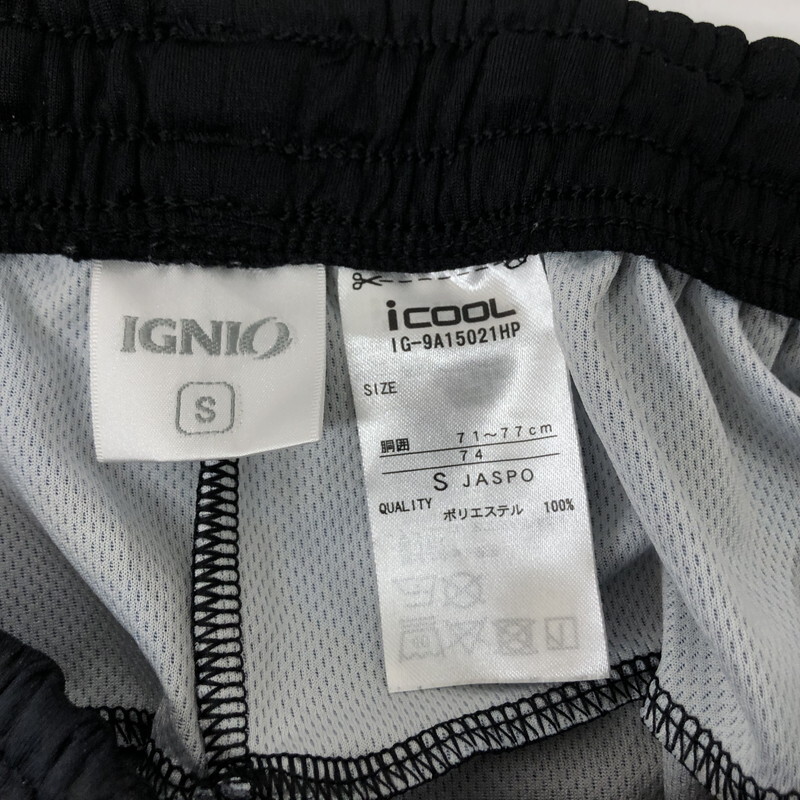 IGNIO
S
iCOOL
IG-9A15021HP
SIZE
胴囲 71～77cm
74
S JASPO
QUALITY ポリエステル 100%